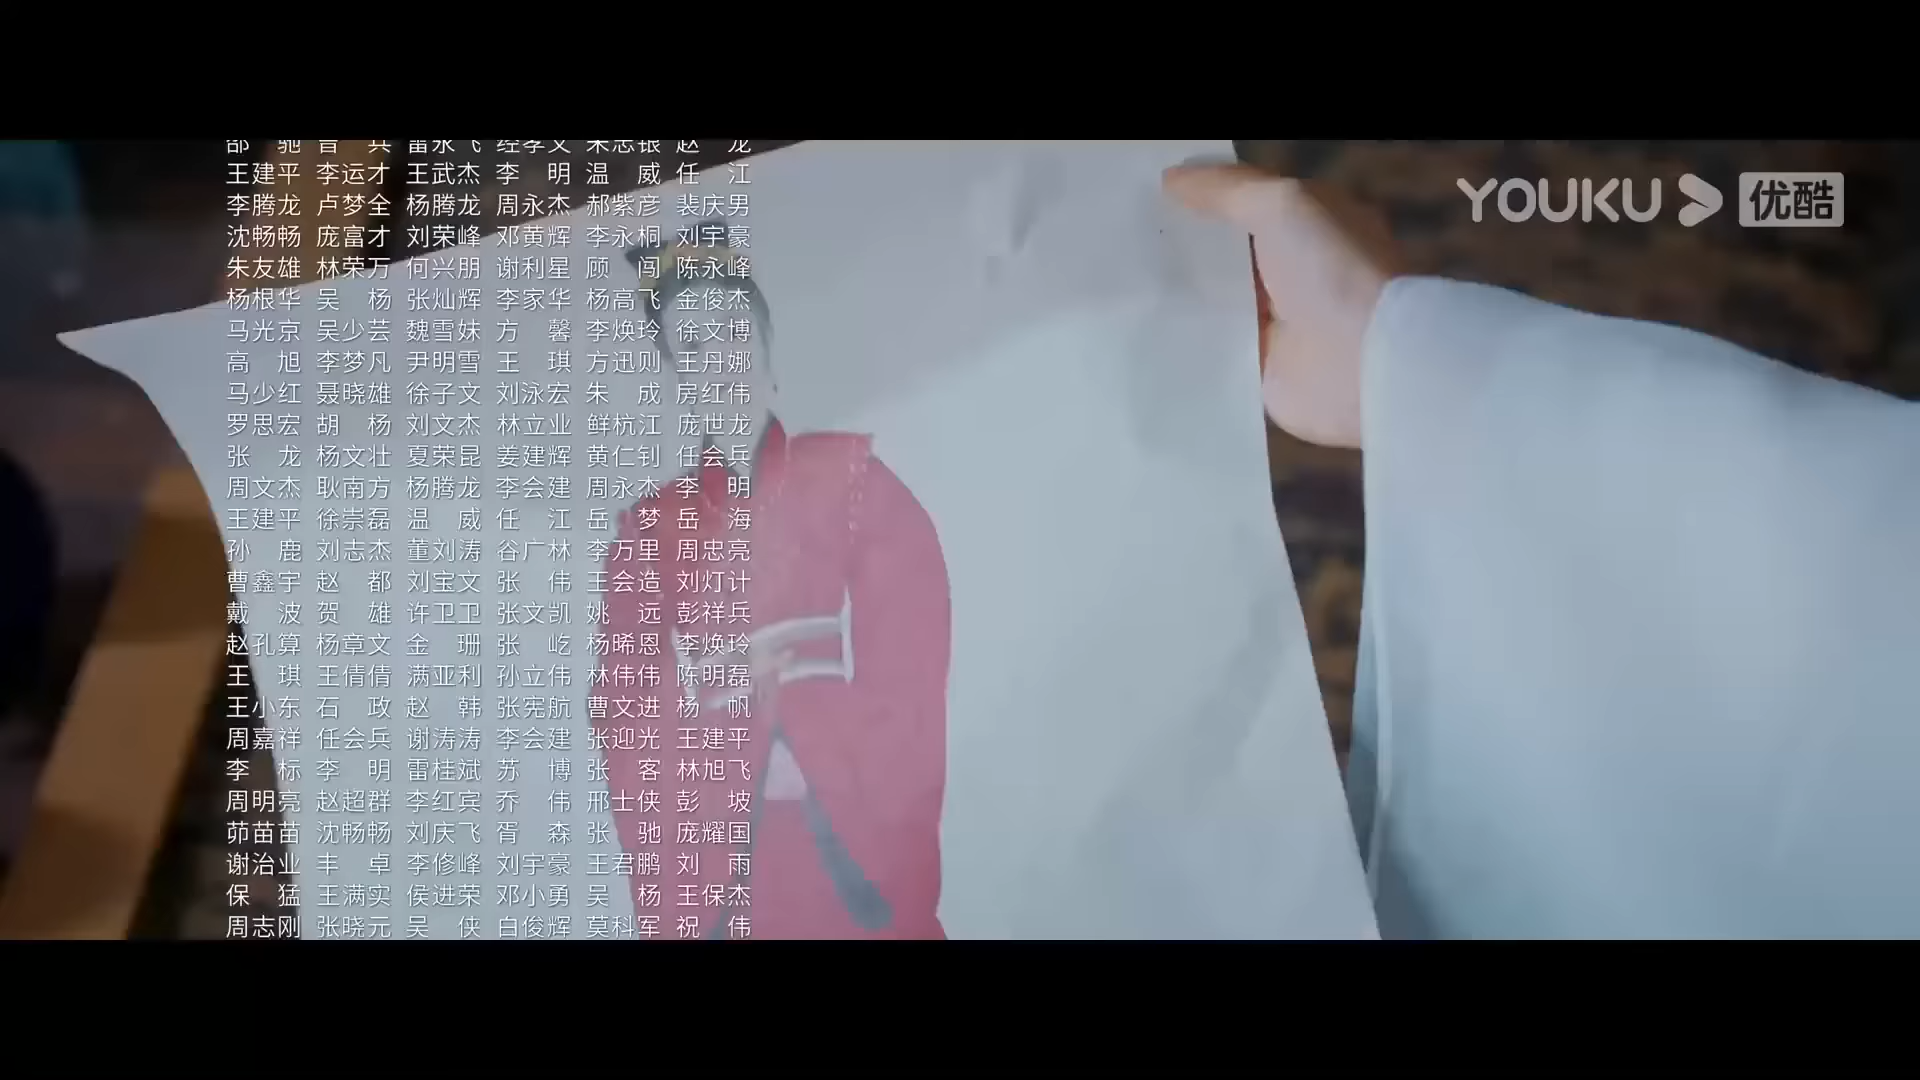 YOUKU 优酷
王建平 李运才 王武杰 李 明 温 威 任 江
李腾龙 卢梦全 杨腾龙 周永杰 郝紫彦 裴庆男
沈畅畅 庞富才 刘荣峰 邓黄辉 李永桐 刘宇豪
朱友雄 林荣万 何兴朋 谢利星 顾 闯 陈永峰
杨根华 吴 杨 张灿辉 李家华 杨高飞 金俊杰
马光京 吴少芸 魏雪妹 方 馨 李焕玲 徐文博
高 旭 李梦凡 尹明雪 王 琪 方迅则 王丹娜
马少红 聂晓雄 徐子文 刘泳宏 朱 成 房红伟
罗思宏 胡 杨 刘文杰 林立业 鲜杭江 庞世龙
张 龙 杨文壮 夏荣昆 姜建辉 黄仁钊 任会兵
周文杰 耿南方 杨腾龙 李会建 周永杰 李 明
王建平 徐崇磊 温 威 任 江 岳 梦 岳 海
孙 鹿 刘志杰 董刘涛 谷广林 李万里 周忠亮
曹鑫宇 赵 都 刘宝文 张 伟 王会造 刘灯计
戴 波 贺 雄 许卫卫 张文凯 姚 远 彭祥兵
赵孔算 杨章文 金 珊 张 屹 杨晞恩 李焕玲
王 琪 王倩倩 满亚利 孙立伟 林伟伟 陈明磊
王小东 石 政 赵 韩 张宪航 曹文进 杨 帆
周嘉祥 任会兵 谢涛涛 李会建 张迎光 王建平
李 标 李 明 雷桂斌 苏 博 张 客 林旭飞
周明亮 赵超群 李红宾 乔 伟 邢士侠 彭 坡
茆苗苗 沈畅畅 刘庆飞 胥 森 张 驰 庞耀国
谢治业 丰 卓 李修峰 刘宇豪 王君鹏 刘 雨
保 猛 王满实 侯进荣 邓小勇 吴 杨 王保杰
周志刚 张晓元 吴 侠 白俊辉 莫科军 祝 伟